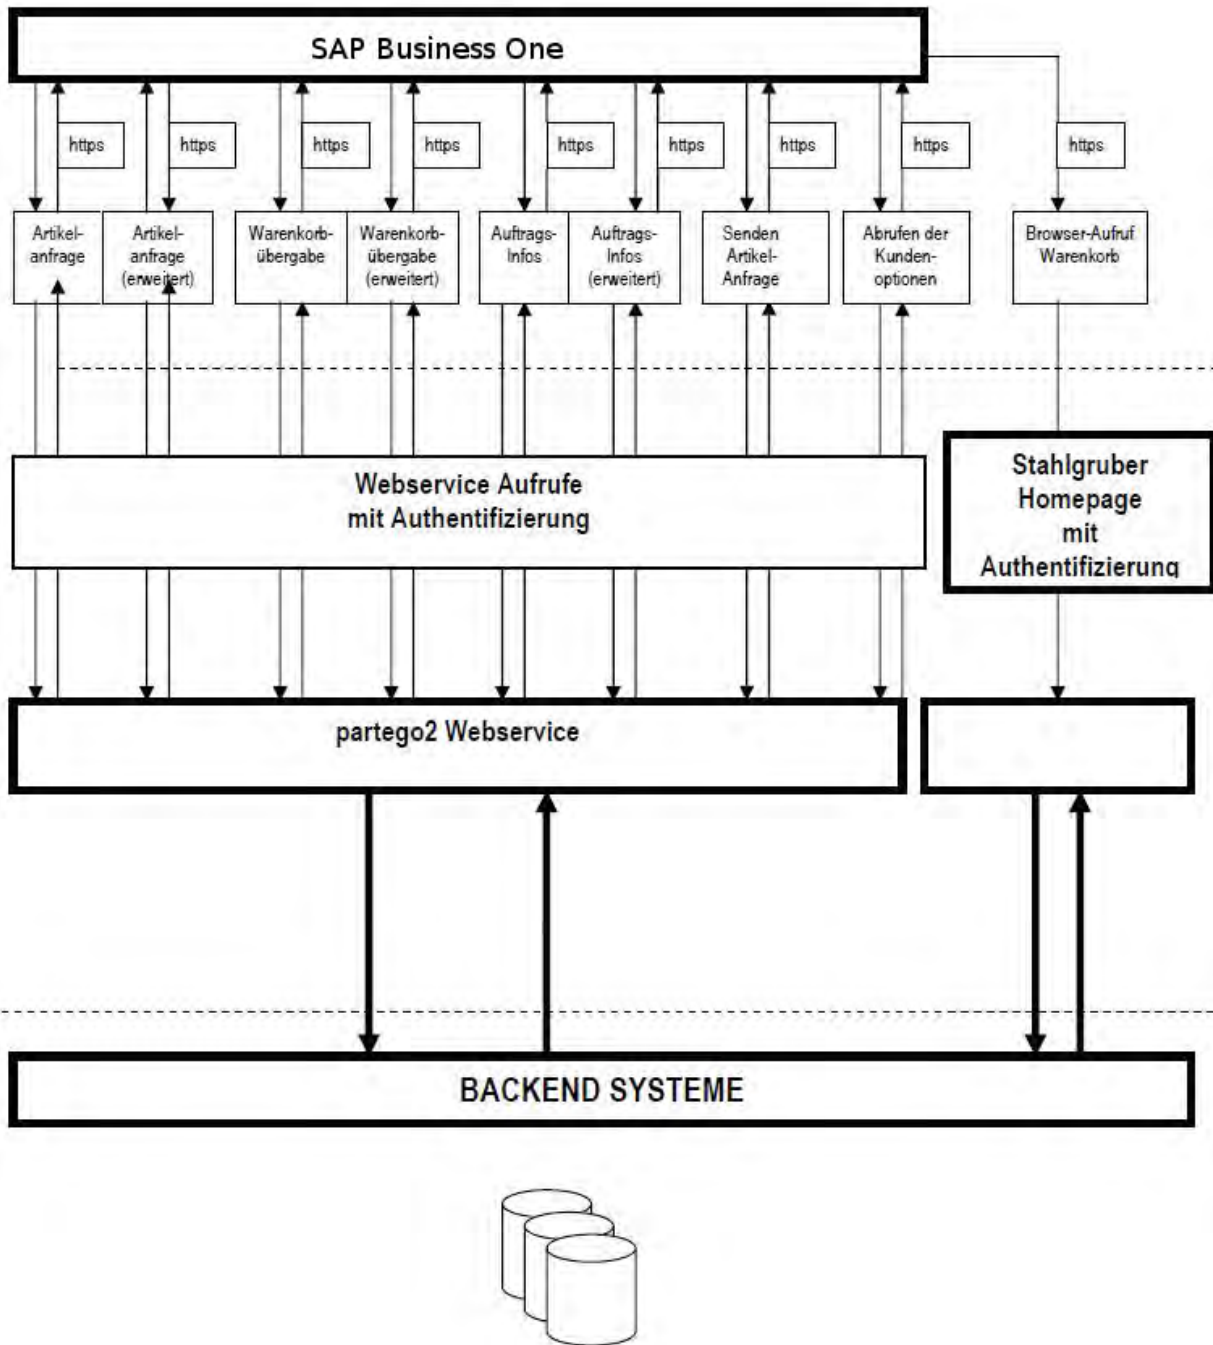 SAP Business One
https
https
https
https
https
https
https
https
https
Artikel-
anfrage
Artikel-
anfrage
(erweitert)
Warenkorb-
übergabe
Warenkorb-
übergabe
(erweitert)
Auftrags-
Infos
Auftrags-
Infos
(erweitert)
Senden
Artikel-
Anfrage
Abrufen der
Kunden-
optionen
Browser-Aufruf
Warenkorb
Webservice Aufrufe
mit Authentifizierung
Stahlgruber
Homepage
mit
Authentifizierung
partego2 Webservice
BACKEND SYSTEME